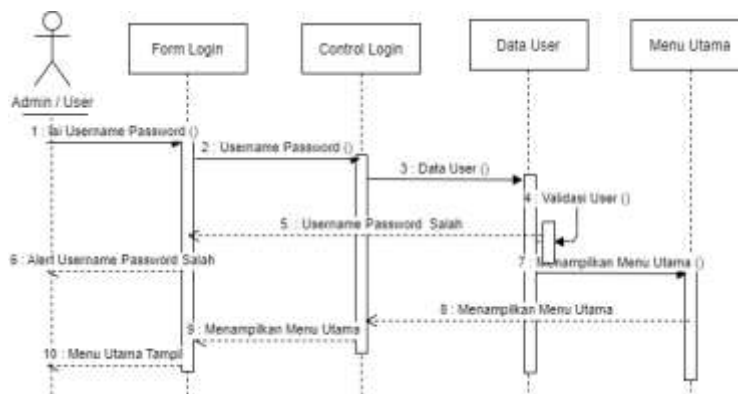 Form Login
Control Login
Data User
Menu Utama
Admin / User
1 : Isi Username Password ()
2 : Username Password ()
3 : Data User ()
4 : Validasi User ()
5 : Username Password Salah
6 : Alert Username Password Salah
7 : Menampilkan Menu Utama ()
8 : Menampilkan Menu Utama
9 : Menampilkan Menu Utama
10 : Menu Utama Tampil